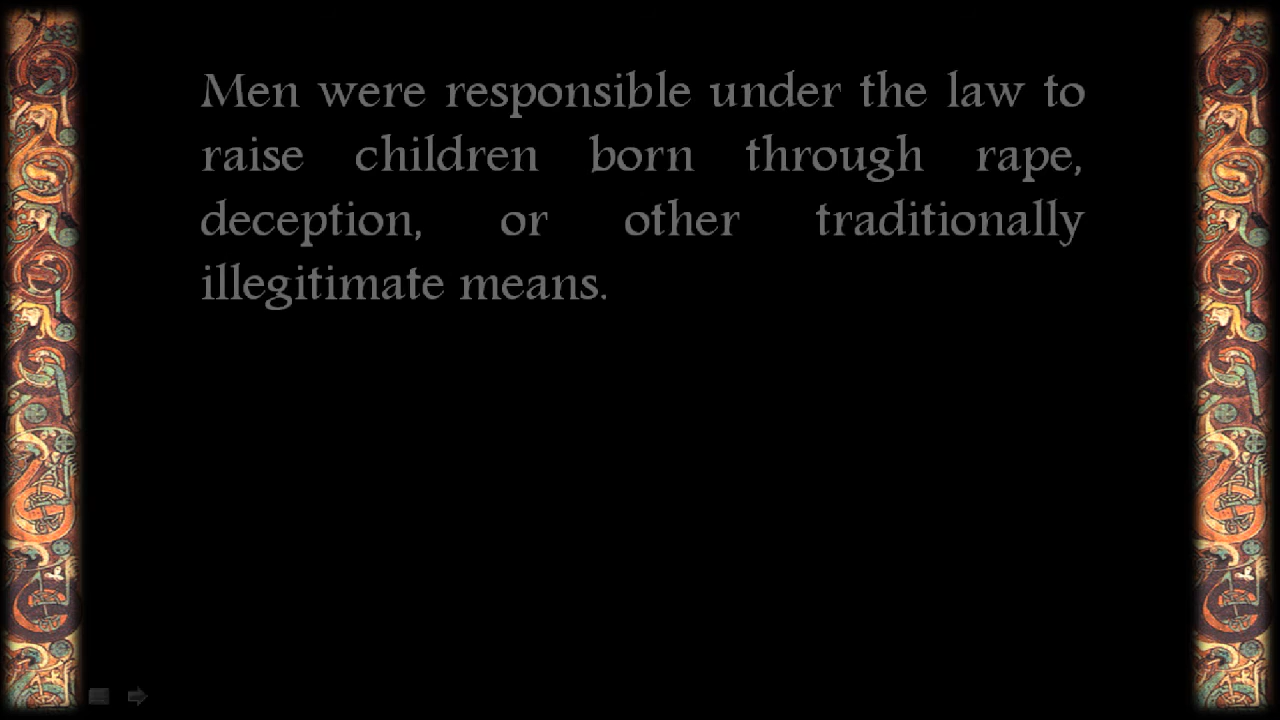 Men were responsible under the law to
raise children born through rape,
deception, or other traditionally
illegitimate means.